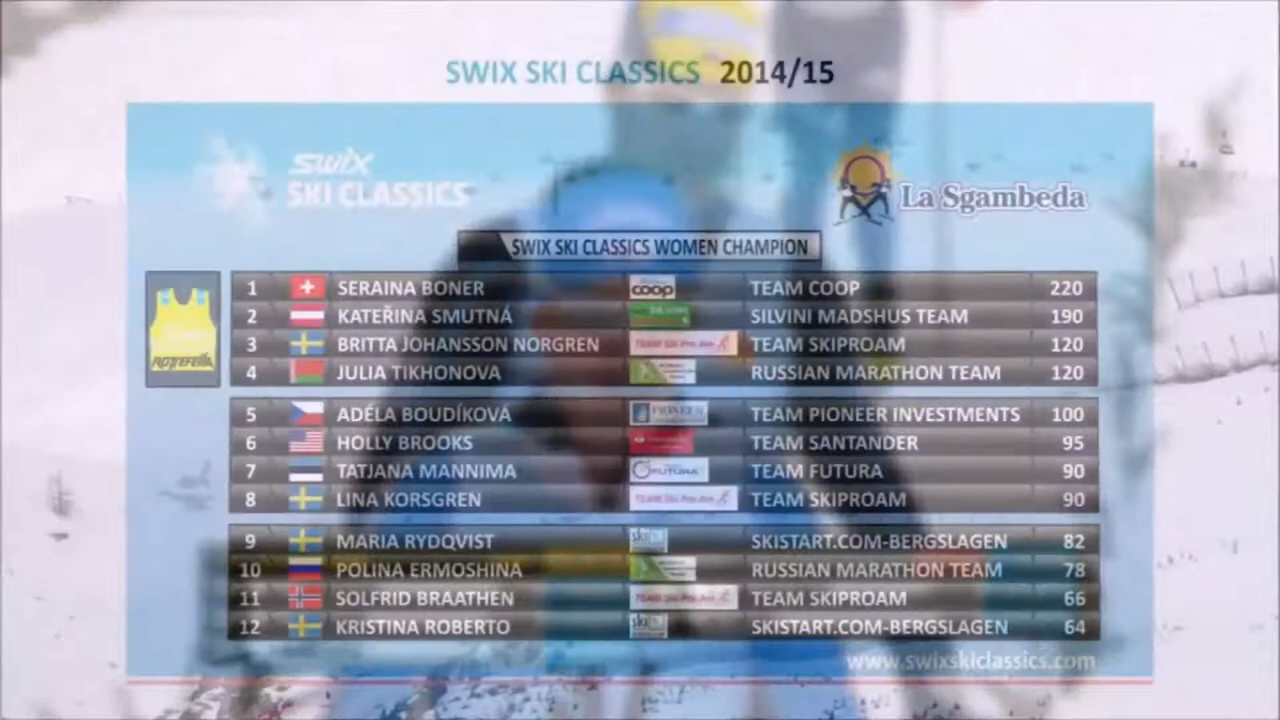 SWIX SKI CLASSICS 2014/15
swix
SKI CLASSICS
La Sgambeda
SWIX SKI CLASSICS WOMEN CHAMPION
ROTTEFELLA
1 SERAINA BONER coop TEAM COOP 220
2 KATEŘINA SMUTNÁ SILVINI MADSHUS TEAM 190
3 BRITTA JOHANSSON NORGREN TEAM SKIPROAM 120
4 JULIA TIKHONOVA RUSSIAN MARATHON TEAM 120
5 ADÉLA BOUDÍKOVÁ PIONEER TEAM PIONEER INVESTMENTS 100
6 HOLLY BROOKS TEAM SANTANDER 95
7 TATJANA MANNIMA FUTURA TEAM FUTURA 90
8 LINA KORSGREN TEAM SKIPROAM 90
9 MARIA RYDQVIST SKISTART.COM-BERGSLAGEN 82
10 POLINA ERMOSHINA RUSSIAN MARATHON TEAM 78
11 SOLFRID BRAATHEN TEAM SKIPROAM 66
12 KRISTINA ROBERTO SKISTART.COM-BERGSLAGEN 64
www.swixskiclassics.com